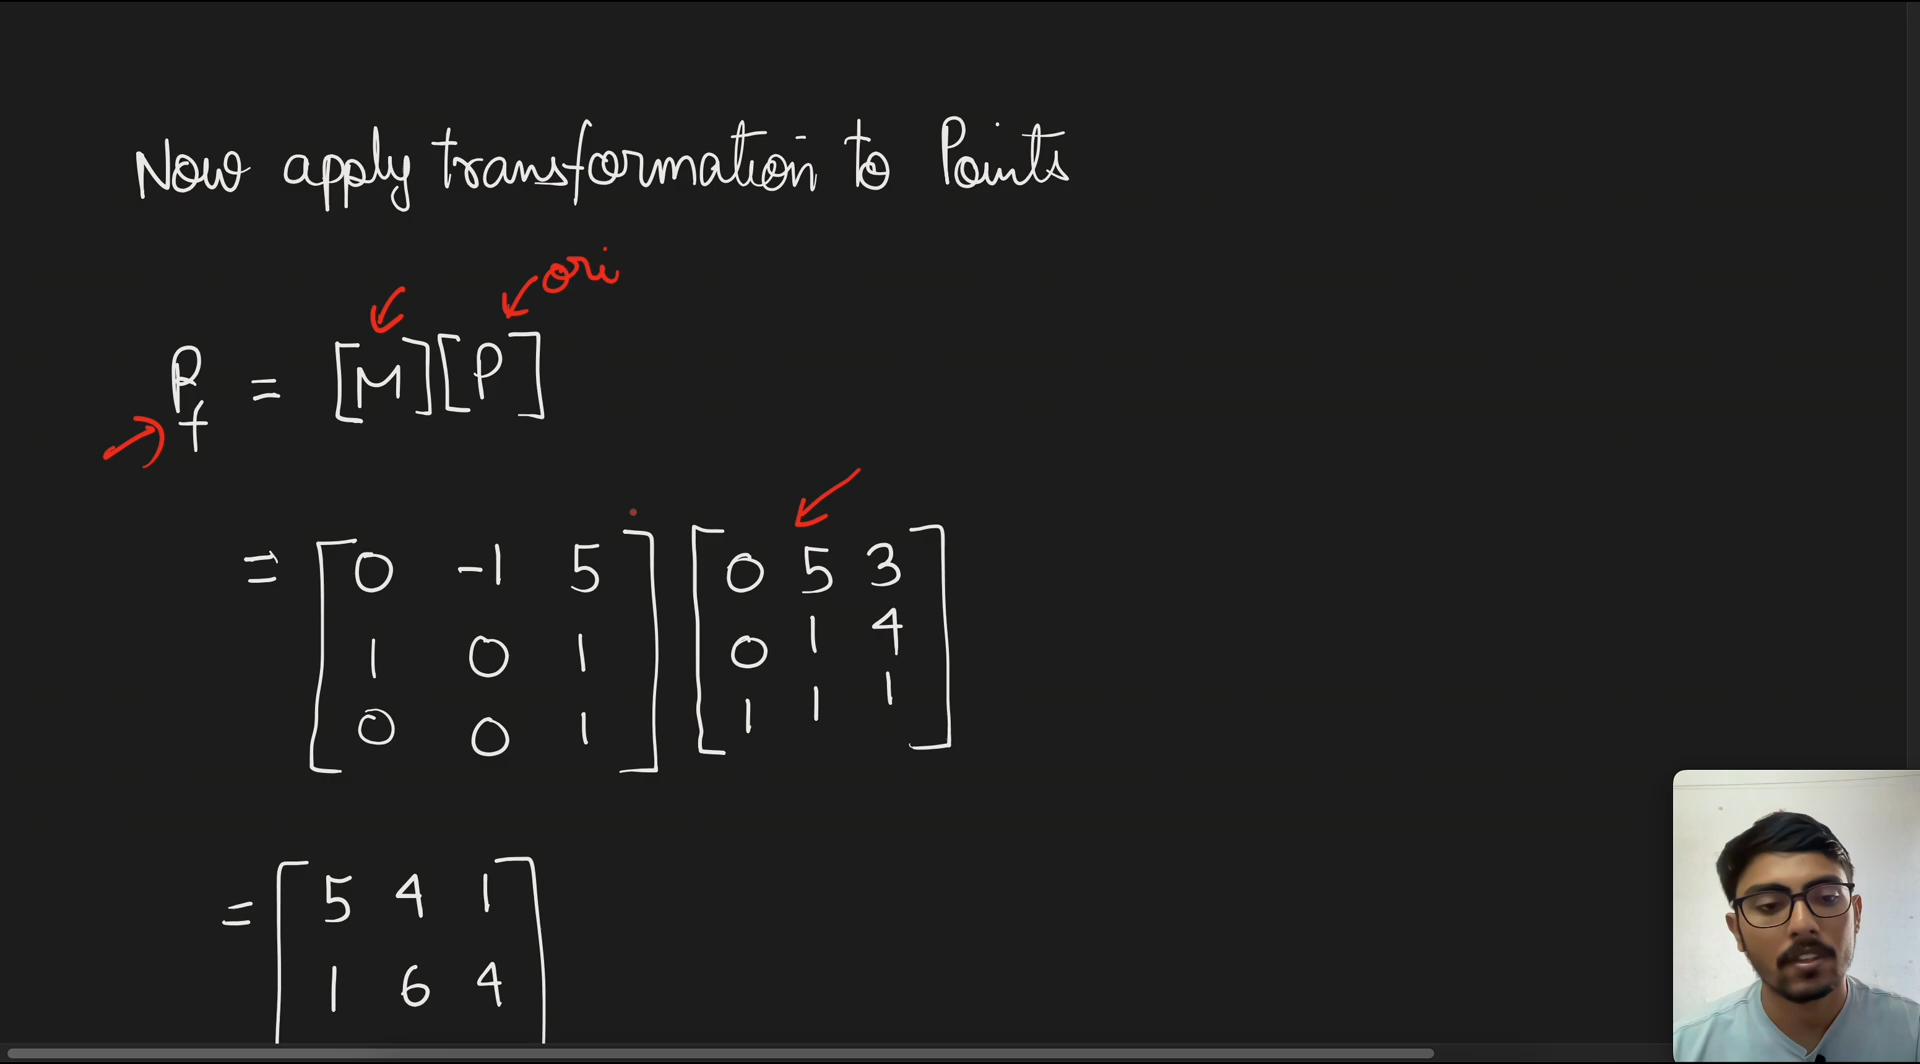 Now apply transformation to Points
ori
Pf = [M][P]
= [0 -1 5] [0 5 3]
[1 0 1] [0 1 4]
[0 0 1] [1 1 1]
= [5 4 1]
[1 6 4]